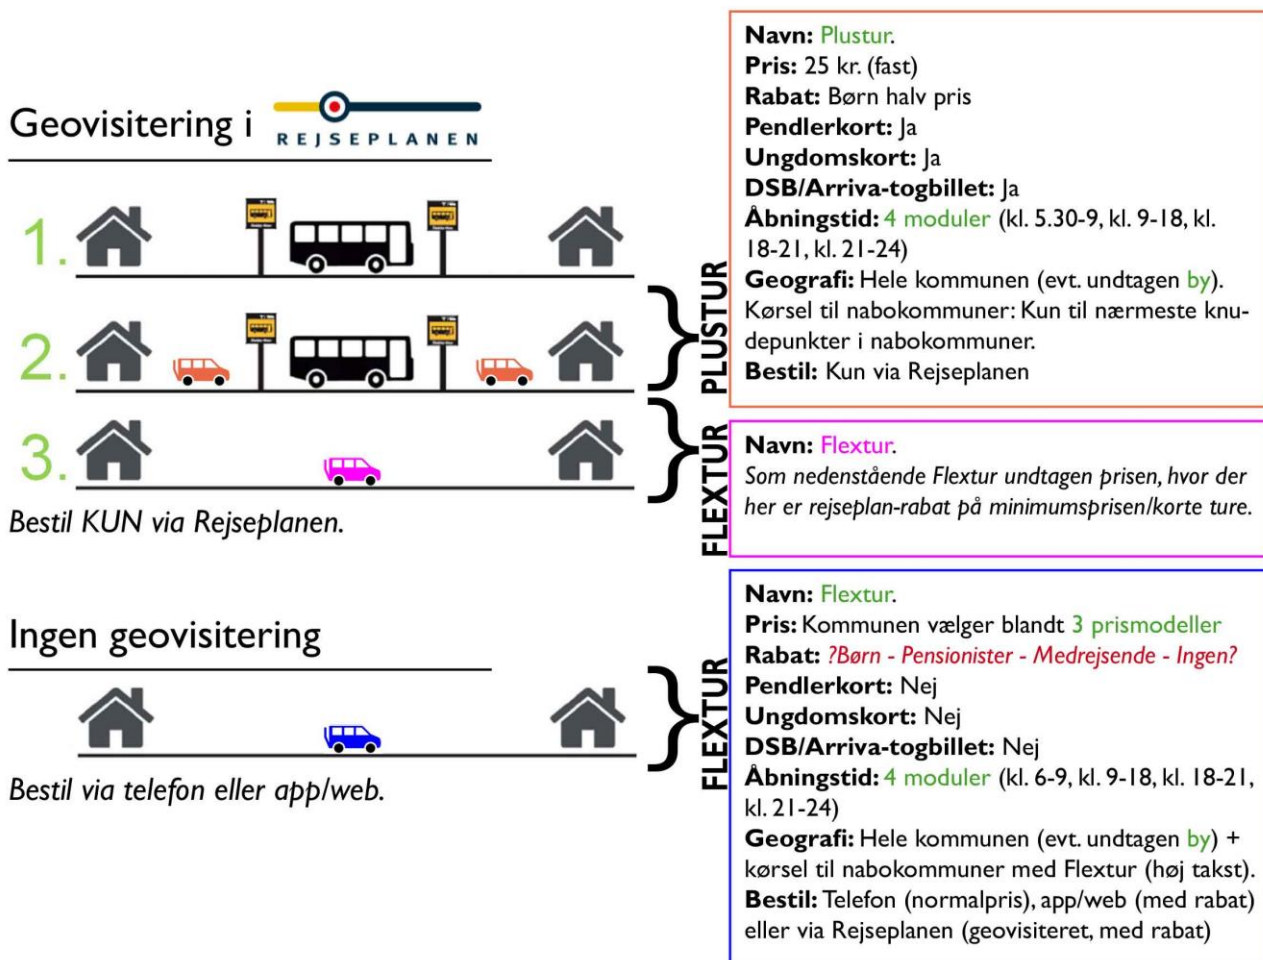 Geovisitering i REJSEPLANEN
1.
2.
3.
Bestil KUN via Rejseplanen.
PLUSTUR
Navn: Plustur.
Pris: 25 kr. (fast)
Rabat: Børn halv pris
Pendlerkort: Ja
Ungdomskort: Ja
DSB/Arriva-togbillet: Ja
Åbningstid: 4 moduler (kl. 5.30-9, kl. 9-18, kl.
18-21, kl. 21-24)
Geografi: Hele kommunen (evt. undtagen by).
Kørsel til nabokommuner: Kun til nærmeste knu-
depunkter i nabokommuner.
Bestil: Kun via Rejseplanen
FLEXTUR
Navn: Flextur.
Som nedenstående Flextur undtagen prisen, hvor der
her er rejseplan-rabat på minimumsprisen/korte ture.
Ingen geovisitering
Bestil via telefon eller app/web.
FLEXTUR
Navn: Flextur.
Pris: Kommunen vælger blandt 3 prismodeller
Rabat: ?Børn - Pensionister - Medrejsende - Ingen?
Pendlerkort: Nej
Ungdomskort: Nej
DSB/Arriva-togbillet: Nej
Åbningstid: 4 moduler (kl. 6-9, kl. 9-18, kl. 18-21,
kl. 21-24)
Geografi: Hele kommunen (evt. undtagen by) +
kørsel til nabokommuner med Flextur (høj takst).
Bestil: Telefon (normalpris), app/web (med rabat)
eller via Rejseplanen (geovisiteret, med rabat)